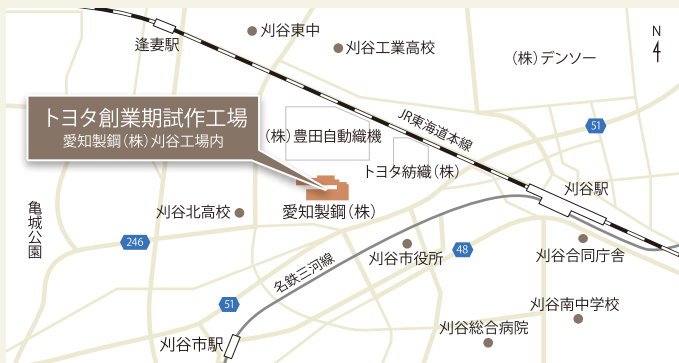 刈谷東中
逢妻駅
刈谷工業高校
(株)デンソー
N
4
トヨタ創業期試作工場
愛知製鋼(株)刈谷工場内
(株)豊田自動織機
JR東海道本線
51
トヨタ紡織(株)
刈谷駅
亀城公園
刈谷北高校
愛知製鋼(株)
246
名鉄三河線
刈谷市役所
48
刈谷合同庁舎
51
刈谷南中学校
刈谷市駅
刈谷総合病院